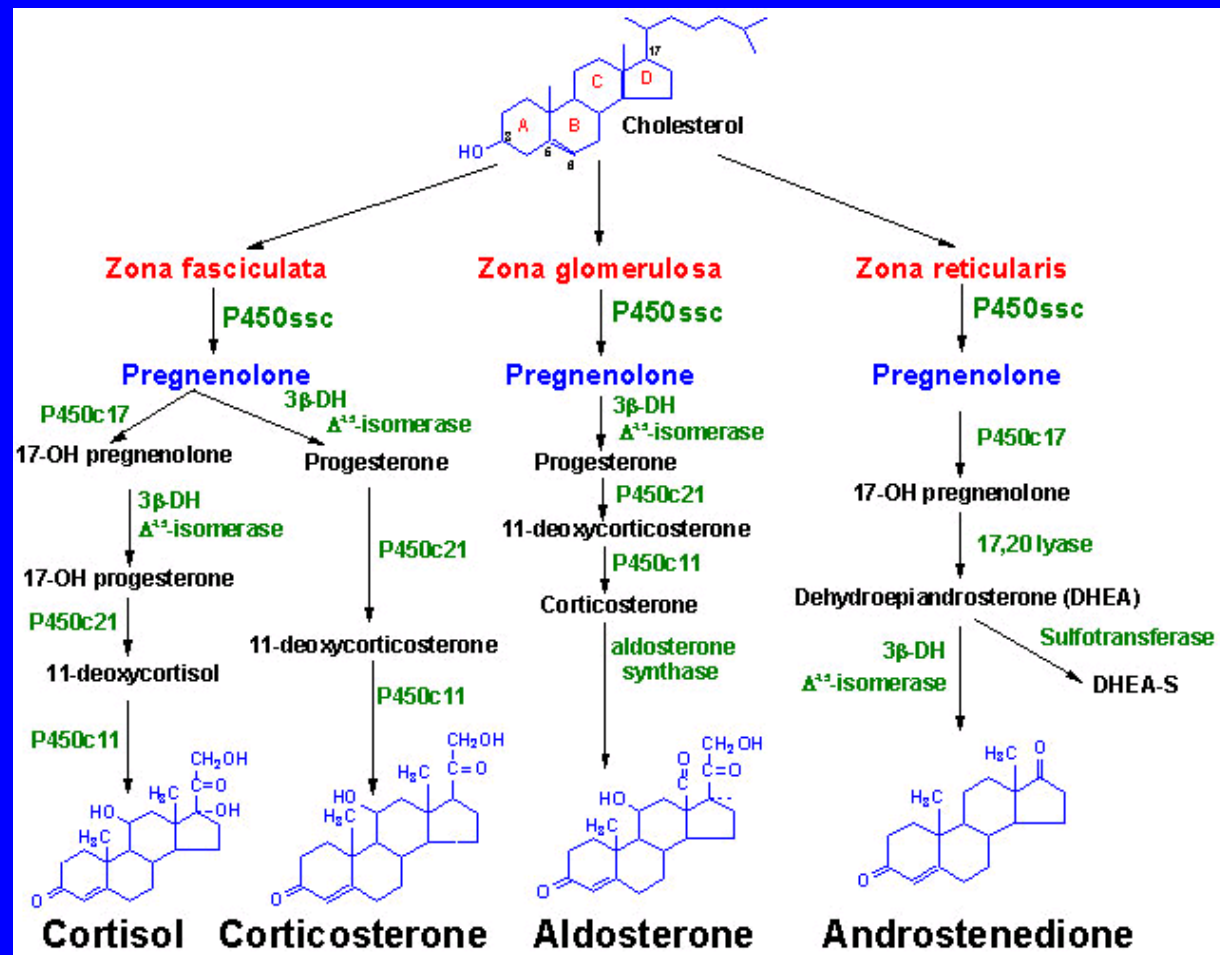 17
C
D
A
B
Cholesterol
3
HO
5
6
Zona fasciculata
Zona glomerulosa
Zona reticularis
P450ssc
P450ssc
P450ssc
Pregnenolone
Pregnenolone
Pregnenolone
P450c17
3β-DH
Δ⁴·⁵-isomerase
3β-DH
Δ⁴·⁵-isomerase
P450c17
17-OH pregnenolone
Progesterone
Progesterone
17-OH pregnenolone
3β-DH
Δ⁴·⁵-isomerase
P450c21
P450c21
11-deoxycorticosterone
17,20 lyase
P450c11
17-OH progesterone
Corticosterone
Dehydroepiandrosterone (DHEA)
P450c21
11-deoxycorticosterone
aldosterone
synthase
3β-DH
Δ⁴·⁵-isomerase
Sulfotransferase
11-deoxycortisol
DHEA-S
P450c11
P450c11
CH₂OH
C=O
H₃C
OH
HO
H₃C
O
CH₂OH
C=O
H₃C
HO
H₃C
O
CH₂OH
O
C
C=O
HO
H₃C
O
O
H₃C
H₃C
O
Cortisol
Corticosterone
Aldosterone
Androstenedione